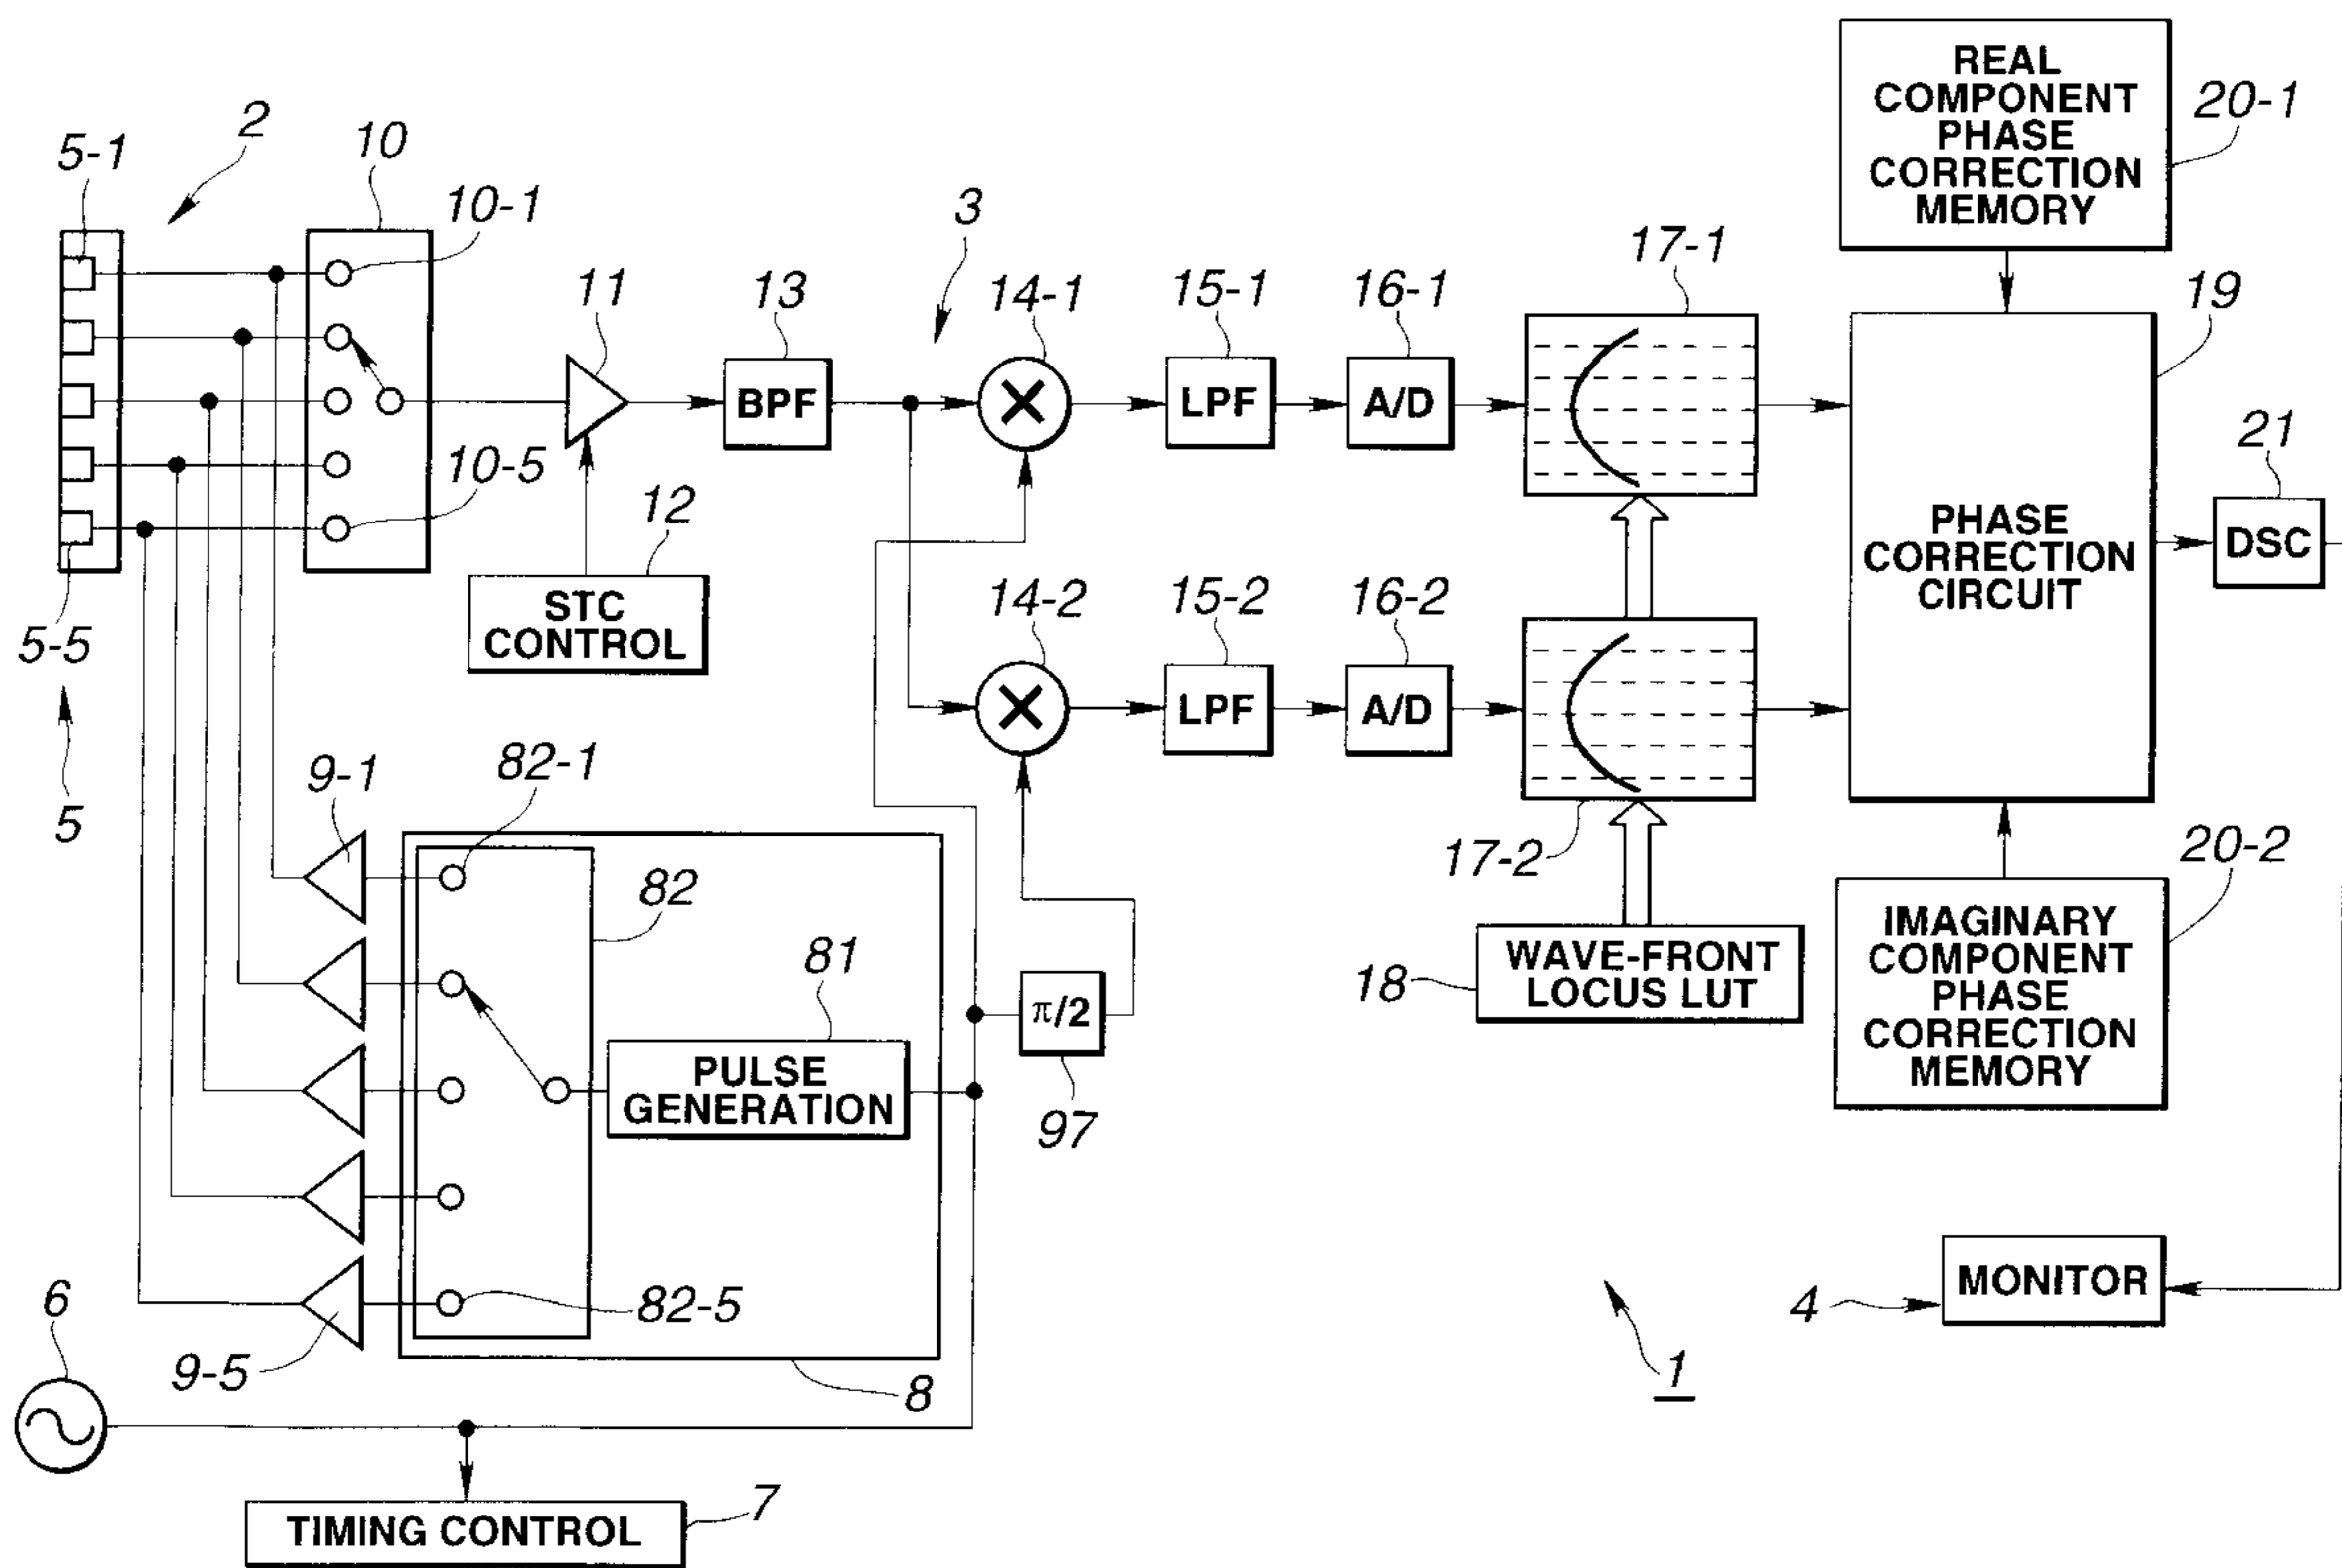 REAL
COMPONENT
PHASE
CORRECTION
MEMORY
20-1
2
5-1
10
10-1
3
17-1
11
13
14-1
15-1
16-1
19
BPF
LPF
A/D
21
10-5
12
PHASE
CORRECTION
CIRCUIT
DSC
STC
CONTROL
14-2
15-2
16-2
5-5
LPF
A/D
5
9-1
82-1
17-2
20-2
82
81
18
WAVE-FRONT
LOCUS LUT
IMAGINARY
COMPONENT
PHASE
CORRECTION
MEMORY
π/2
PULSE
GENERATION
97
6
82-5
4
MONITOR
9-5
8
1
7
TIMING CONTROL